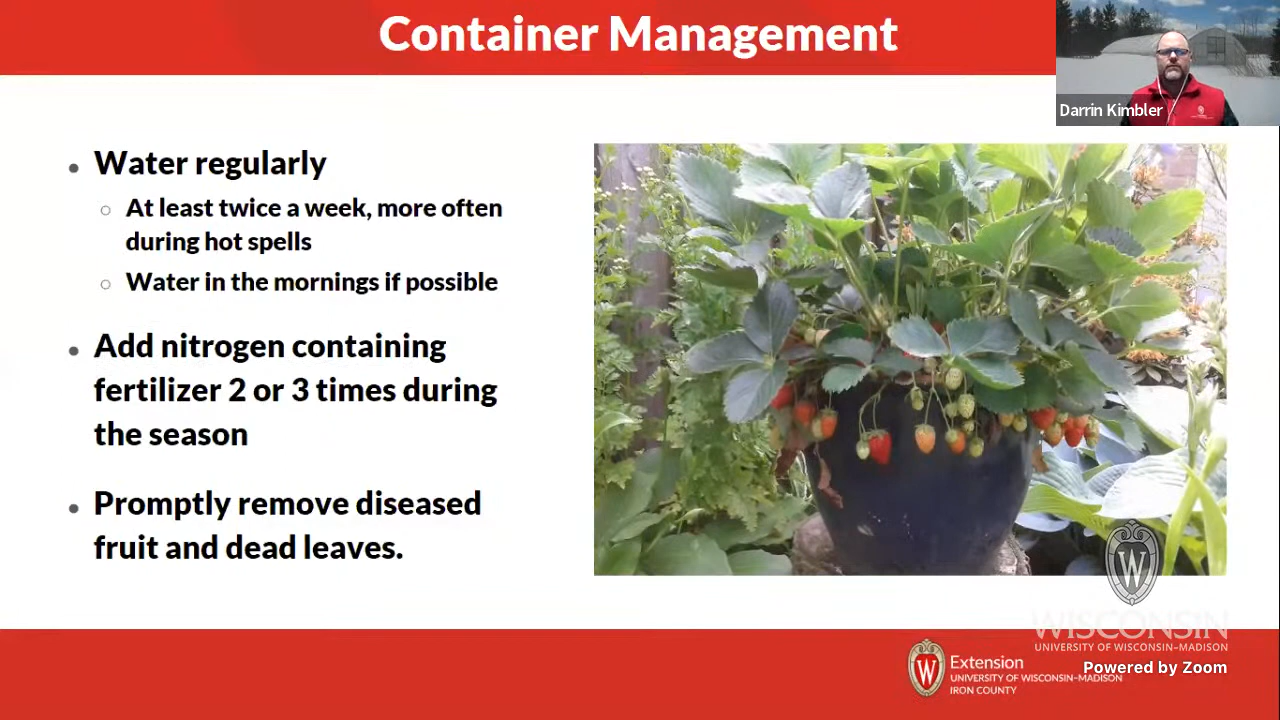 Container Management
Darrin Kimbler
Water regularly
At least twice a week, more often
during hot spells
Water in the mornings if possible
Add nitrogen containing
fertilizer 2 or 3 times during
the season
Promptly remove diseased
fruit and dead leaves.
W
WISCONSIN
UNIVERSITY OF WISCONSIN–MADISON
Powered by Zoom
W
Extension
UNIVERSITY OF WISCONSIN–MADISON
IRON COUNTY